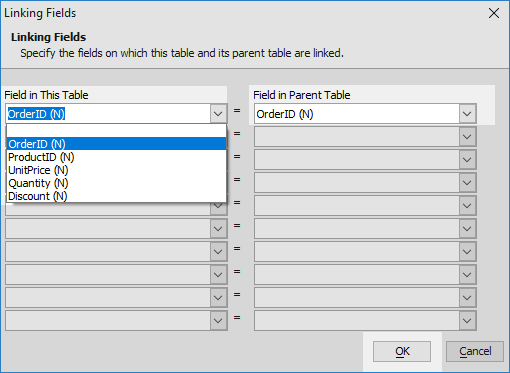 Linking Fields
Linking Fields
Specify the fields on which this table and its parent table are linked.
Field in This Table
Field in Parent Table
OrderID (N)
=
OrderID (N)
=
OrderID (N)
ProductID (N)
=
UnitPrice (N)
Quantity (N)
=
Discount (N)
=
=
=
=
=
=
OK
Cancel